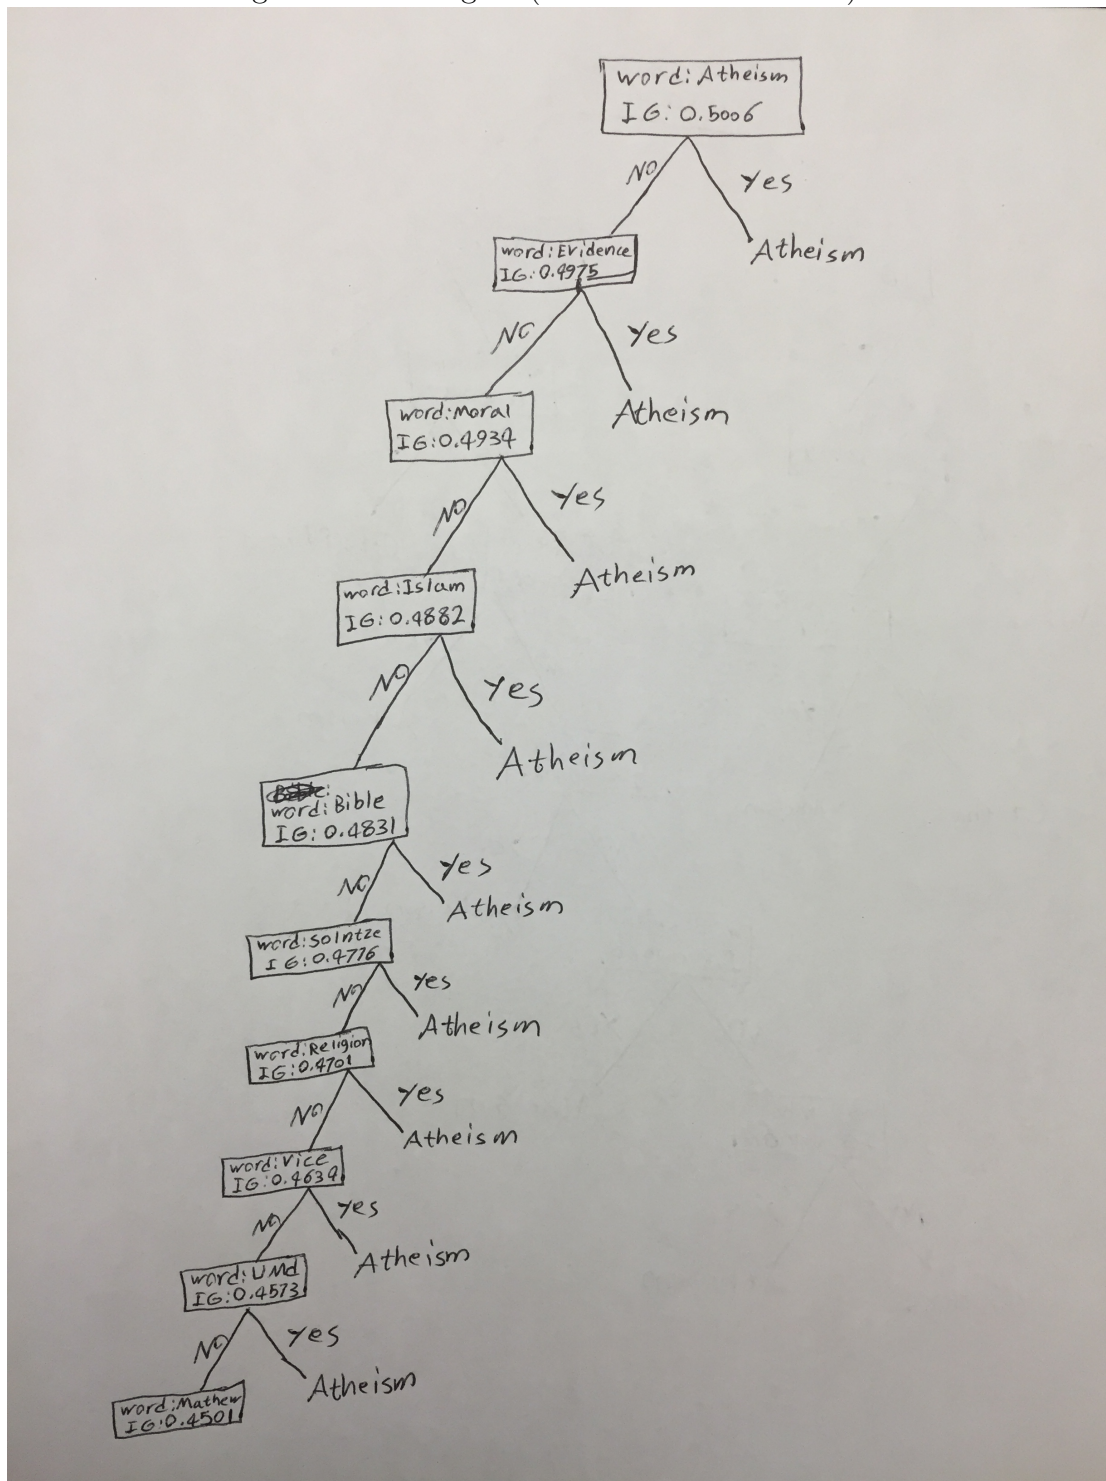 word: Atheism
IG: 0.5006
NO
Yes
word: Evidence
IG: 0.4975
Atheism
NO
Yes
word: Moral
IG: 0.4934
Atheism
NO
Yes
word: Islam
IG: 0.4882
Atheism
NO
Yes
word: Bible
IG: 0.4831
Atheism
NO
Yes
word: Solntze
IG: 0.4776
Atheism
NO
Yes
word: Religion
IG: 0.4701
Atheism
NO
Yes
word: Vice
IG: 0.4639
Atheism
NO
Yes
word: UMd
IG: 0.4573
Atheism
NO
Yes
word: Mathew
IG: 0.4501
Atheism